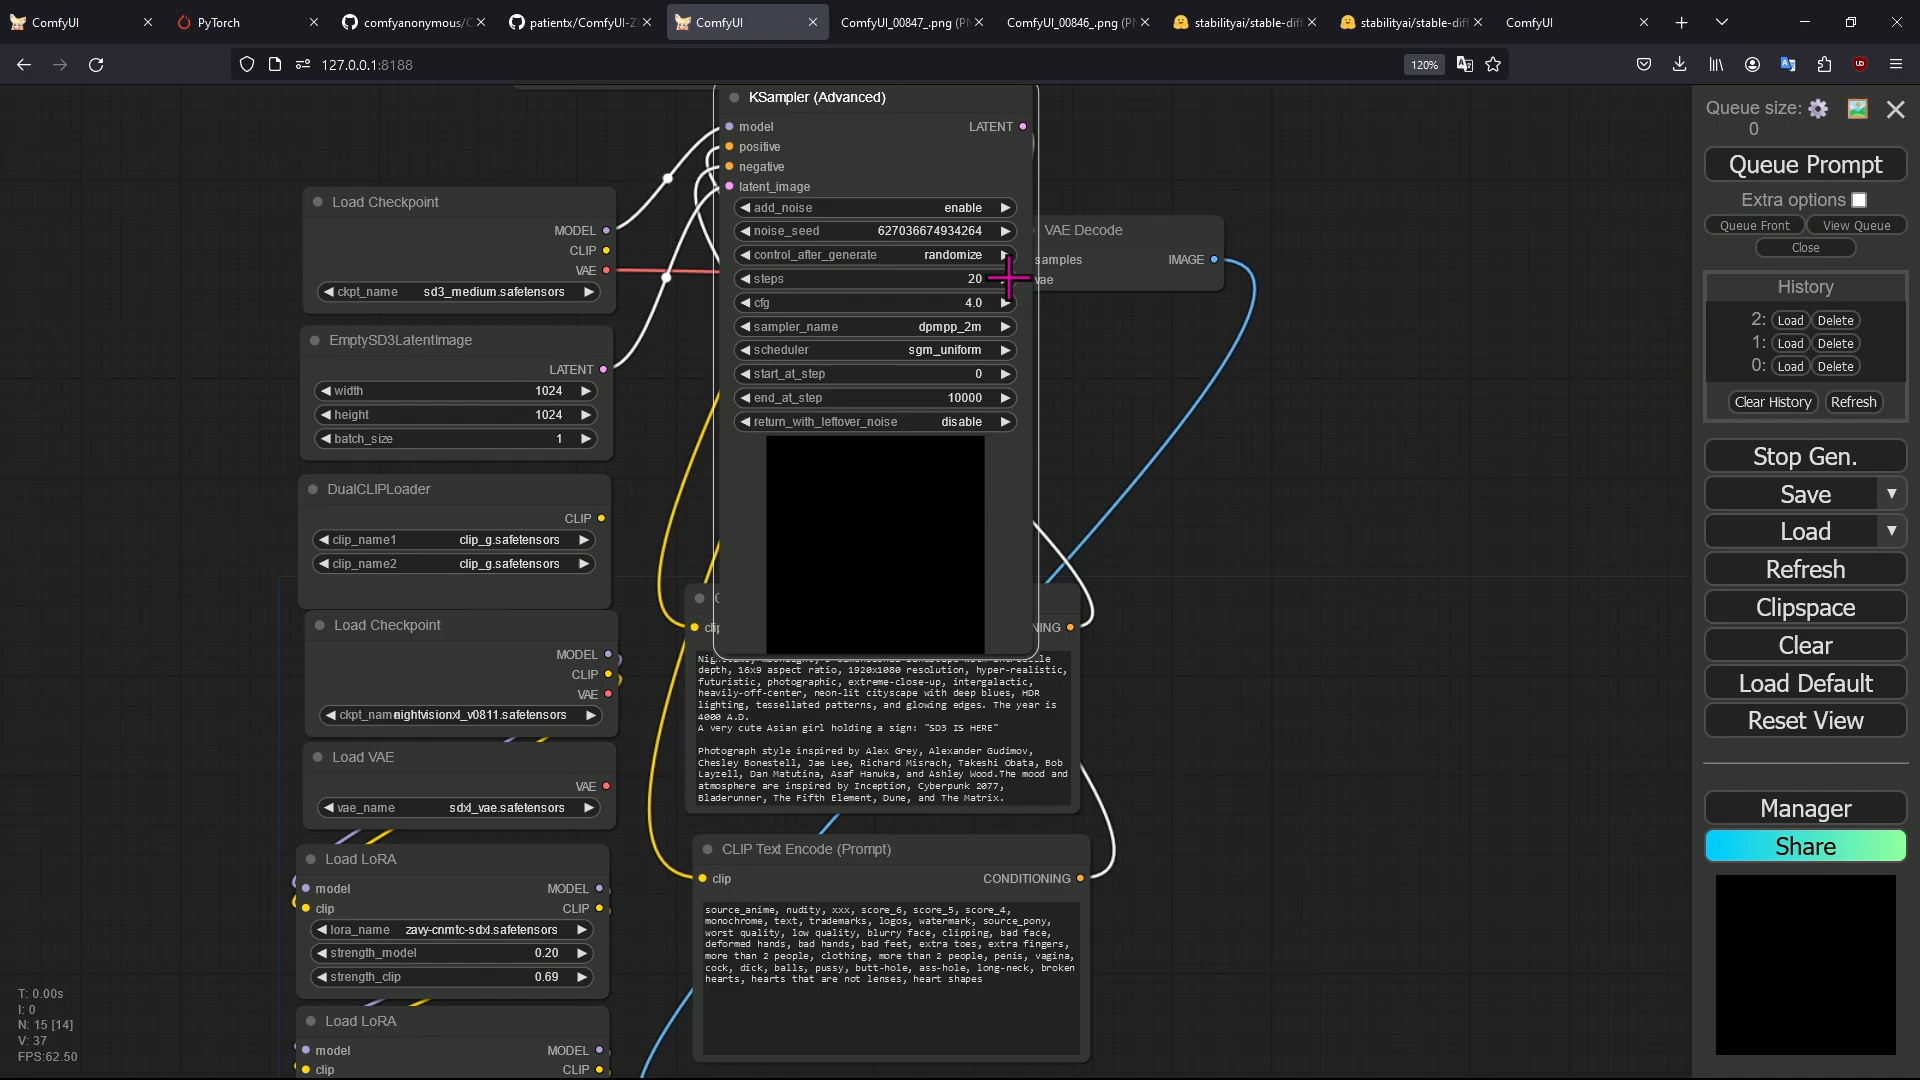 ComfyUI
PyTorch
comfyanonymous/C
patientx/ComfyUI-Z
ComfyUI
ComfyUI_00847_.png (P
ComfyUI_00846_.png (P
stabilityai/stable-dif
stabilityai/stable-dif
ComfyUI
127.0.0.1:8188
120%
KSampler (Advanced)
model LATENT
positive
negative
latent_image
add_noise enable
noise_seed 627036674934264
control_after_generate randomize
steps 20
cfg 4.0
sampler_name dpmpp_2m
scheduler sgm_uniform
start_at_step 0
end_at_step 10000
return_with_leftover_noise disable
Load Checkpoint
MODEL
CLIP
VAE
ckpt_name sd3_medium.safetensors
EmptySD3LatentImage
LATENT
width 1024
height 1024
batch_size 1
DualCLIPLoader
CLIP
clip_name1 clip_g.safetensors
clip_name2 clip_g.safetensors
Load Checkpoint
MODEL
CLIP
VAE
ckpt_name nightvisionxl_v0811.safetensors
Load VAE
VAE
vae_name sdxl_vae.safetensors
Load LoRA
model MODEL
clip CLIP
lora_name zavy-cnmtc-sdxl.safetensors
strength_model 0.20
strength_clip 0.69
Load LoRA
model MODEL
clip CLIP
VAE Decode
samples IMAGE
vae
NING
depth, 16x9 aspect ratio, 1920x1080 resolution, hyper-realistic,
futuristic, photographic, extreme-close-up, intergalactic,
heavily-off-center, neon-lit cityscape with deep blues, HDR
lighting, tessellated patterns, and glowing edges. The year is
4000 A.D.
A very cute Asian girl holding a sign: "SD3 IS HERE"
Photograph style inspired by Alex Grey, Alexander Gudimov,
Chesley Bonestell, Jae Lee, Richard Misrach, Takeshi Obata, Bob
Layzell, Dan Matutina, Asaf Hanuka, and Ashley Wood.The mood and
atmosphere are inspired by Inception, Cyberpunk 2077,
Bladerunner, The Fifth Element, Dune, and The Matrix.
CLIP Text Encode (Prompt)
clip CONDITIONING
source_anime, nudity, xxx, score_6, score_5, score_4,
monochrome, text, trademarks, logos, watermark, source_pony,
worst quality, low quality, blurry face, clipping, bad face,
deformed hands, bad hands, bad feet, extra toes, extra fingers,
more than 2 people, clothing, more than 2 people, penis, vagina,
cock, dick, balls, pussy, butt-hole, ass-hole, long-neck, broken
hearts, hearts that are not lenses, heart shapes
T: 0.00s
I: 0
N: 15 [14]
V: 37
FPS:62.50
Queue size:
0
Queue Prompt
Extra options
Queue Front
View Queue
Close
History
2: Load Delete
1: Load Delete
0: Load Delete
Clear History Refresh
Stop Gen.
Save
Load
Refresh
Clipspace
Clear
Load Default
Reset View
Manager
Share